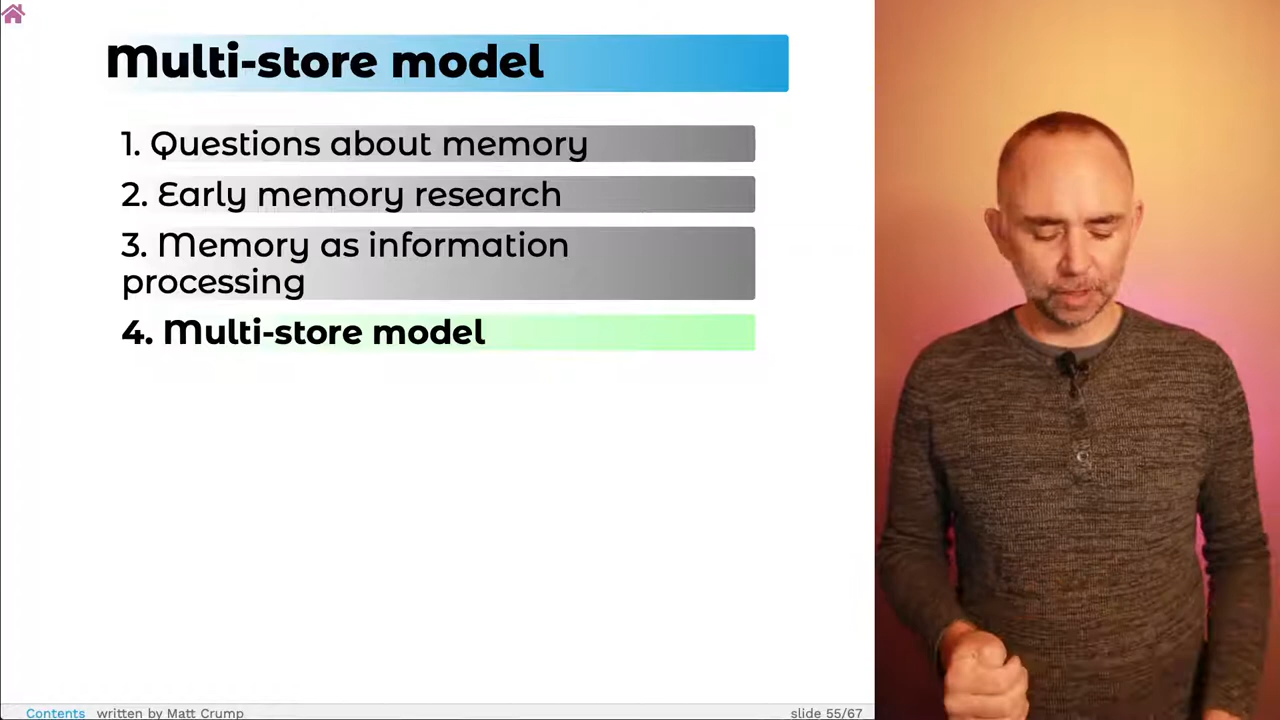 Multi-store model
1. Questions about memory
2. Early memory research
3. Memory as information
processing
4. Multi-store model
Contents written by Matt Crump
slide 55/67